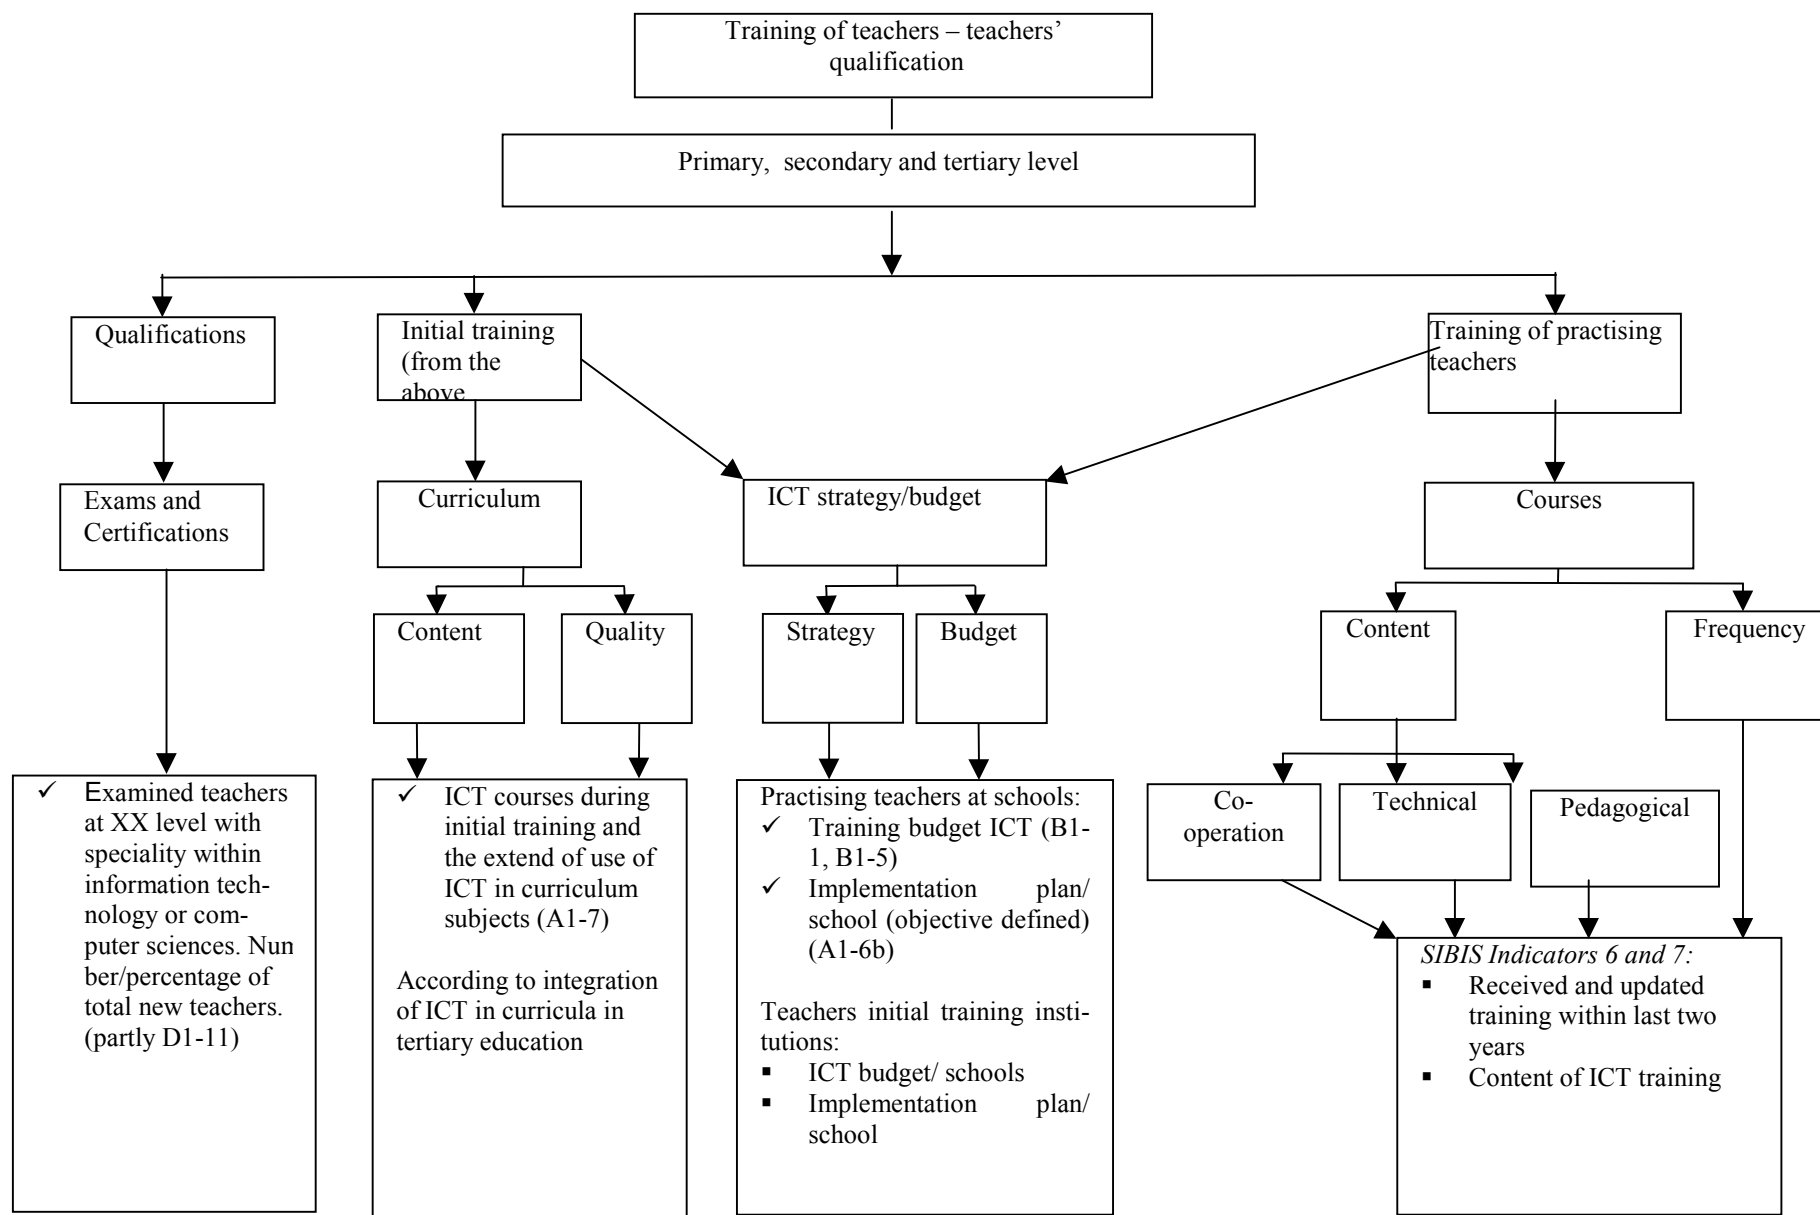 Training of teachers – teachers’
qualification
Primary,  secondary and tertiary level
Qualifications
Initial training
(from the
above
Training of practising
teachers
Exams and
Certifications
Curriculum
ICT strategy/budget
Courses
Content
Quality
Strategy
Budget
Content
Frequency
Co-
operation
Technical
Pedagogical
✓ Examined teachers
at XX level with
speciality within
information tech-
nology or com-
puter sciences. Nun
ber/percentage of
total new teachers.
(partly D1-11)
✓ ICT courses during
initial training and
the extend of use of
ICT in curriculum
subjects (A1-7)
According to integration
of ICT in curricula in
tertiary education
Practising teachers at schools:
✓ Training budget ICT (B1-
1, B1-5)
✓ Implementation plan/
school (objective defined)
(A1-6b)
Teachers initial training insti-
tutions:
▪ ICT budget/ schools
▪ Implementation plan/
school
SIBIS Indicators 6 and 7:
▪ Received and updated
training within last two
years
▪ Content of ICT training